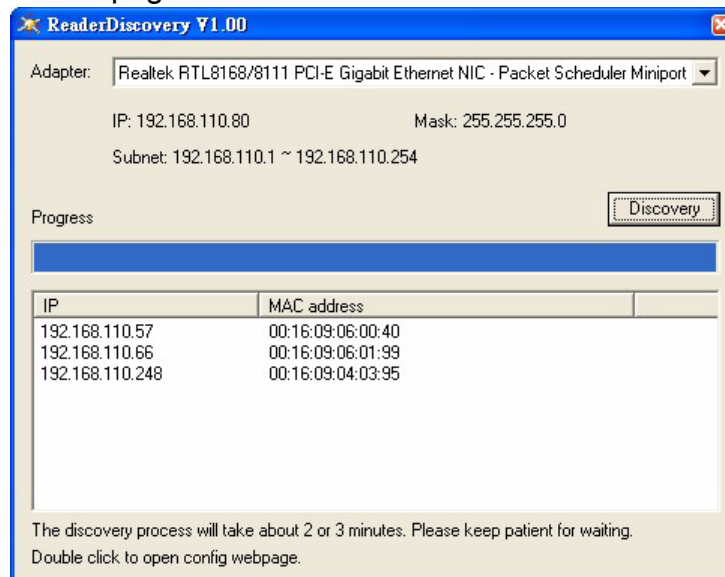 ReaderDiscovery V1.00
Adapter: Realtek RTL8168/8111 PCI-E Gigabit Ethernet NIC - Packet Scheduler Miniport
IP: 192.168.110.80 Mask: 255.255.255.0
Subnet: 192.168.110.1 ~ 192.168.110.254
Discovery
Progress
IP MAC address
192.168.110.57 00:16:09:06:00:40
192.168.110.66 00:16:09:06:01:99
192.168.110.248 00:16:09:04:03:95
The discovery process will take about 2 or 3 minutes. Please keep patient for waiting.
Double click to open config webpage.